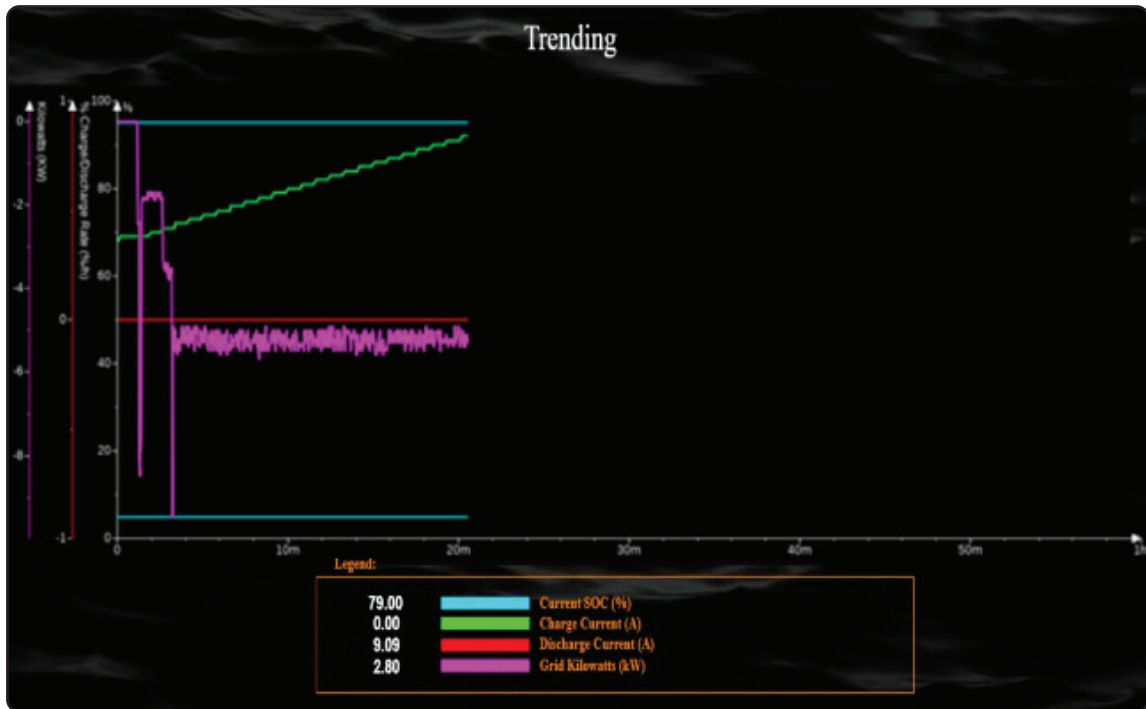 Trending
Kilowatts (KW)
0
-2
-4
-6
-8
% Charge/Discharge Rate (%/h)
1
0
-1
%
100
80
60
40
20
0
0 10m 20m 30m 40m 50m 1h
Legend:
79.00 Current SOC (%)
0.00 Charge Current (A)
9.09 Discharge Current (A)
2.80 Grid Kilowatts (kW)